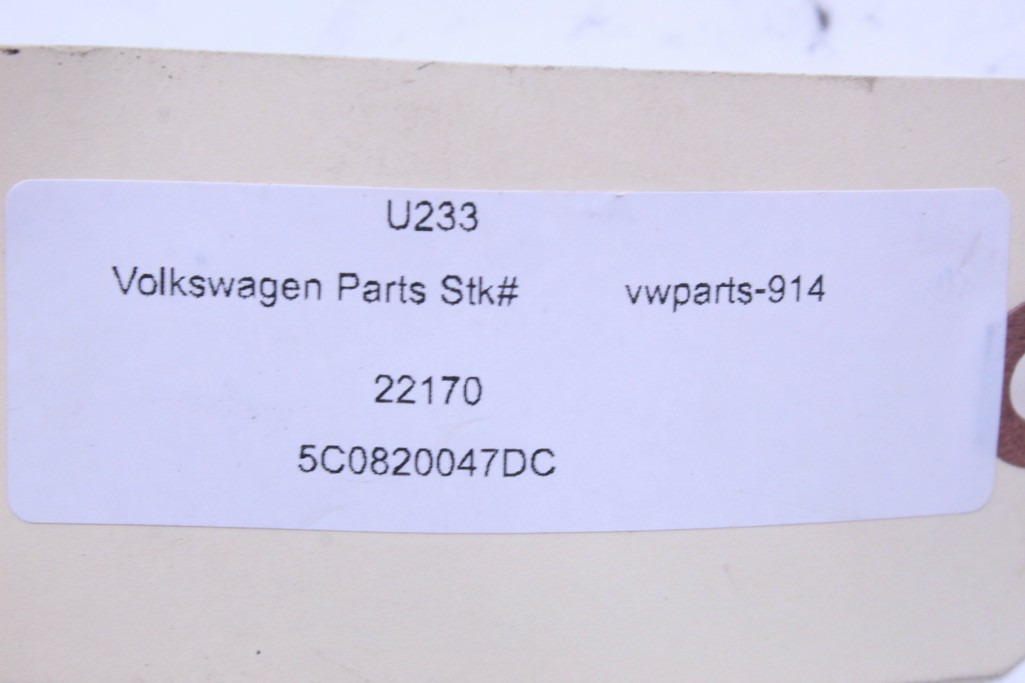 U233
Volkswagen Parts Stk# vwparts-914
22170
5C0820047DC